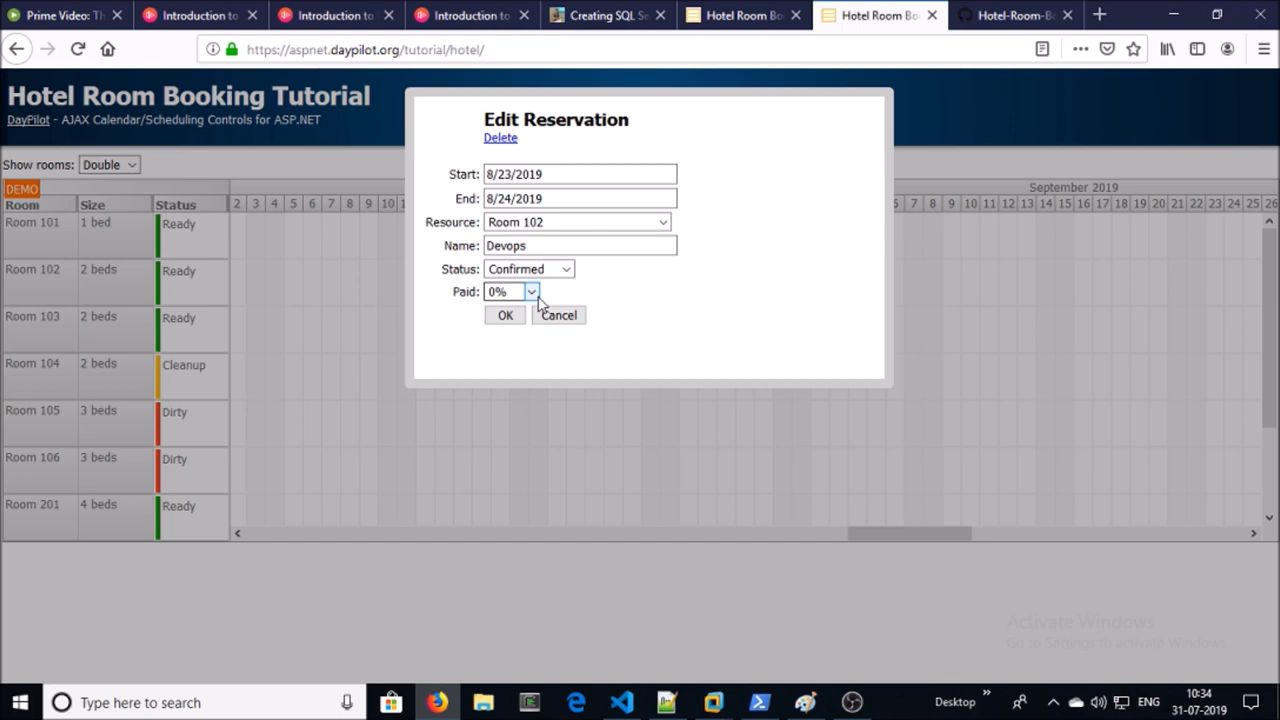 Prime Video: Th
Introduction to
Introduction to
Introduction to
Creating SQL Se
Hotel Room Bo
Hotel Room Bo
Hotel-Room-Bo
https://aspnet.daypilot.org/tutorial/hotel/
Hotel Room Booking Tutorial
DayPilot - AJAX Calendar/Scheduling Controls for ASP.NET
Show rooms: Double
DEMO
September 2019
Room Size Status 2 3 4 5 6 7 8 9 10 6 7 8 9 10 11 12 13 14 15 16 17 18 19 20 21 22 23 24 25 26
Room 101 1 bed Ready
Room 102 2 beds Ready
Room 103 2 beds Ready
Room 104 2 beds Cleanup
Room 105 3 beds Dirty
Room 106 3 beds Dirty
Room 201 4 beds Ready
Edit Reservation
Delete
Start: 8/23/2019
End: 8/24/2019
Resource: Room 102
Name: Devops
Status: Confirmed
Paid: 0%
OK Cancel
Activate Windows
Go to Settings to activate Windows.
Type here to search
Desktop
ENG
10:34
31-07-2019